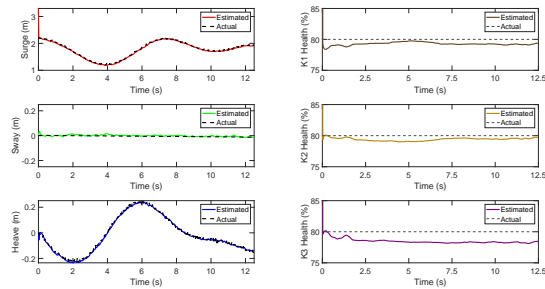 Surge (m)
3
2
1
0 2 4 6 8 10 12
Time (s)
Estimated
Actual
K1 Health (%)
85
80
75
0 2.5 5 7.5 10 12.5
Time (s)
Estimated
Actual
Sway (m)
0.2
0
-0.2
0 2 4 6 8 10 12
Time (s)
Estimated
Actual
K2 Health (%)
85
80
75
0 2.5 5 7.5 10 12.5
Time (s)
Estimated
Actual
Heave (m)
0.2
0
-0.2
0 2 4 6 8 10 12
Time (s)
Estimated
Actual
K3 Health (%)
85
80
75
0 2.5 5 7.5 10 12.5
Time (s)
Estimated
Actual